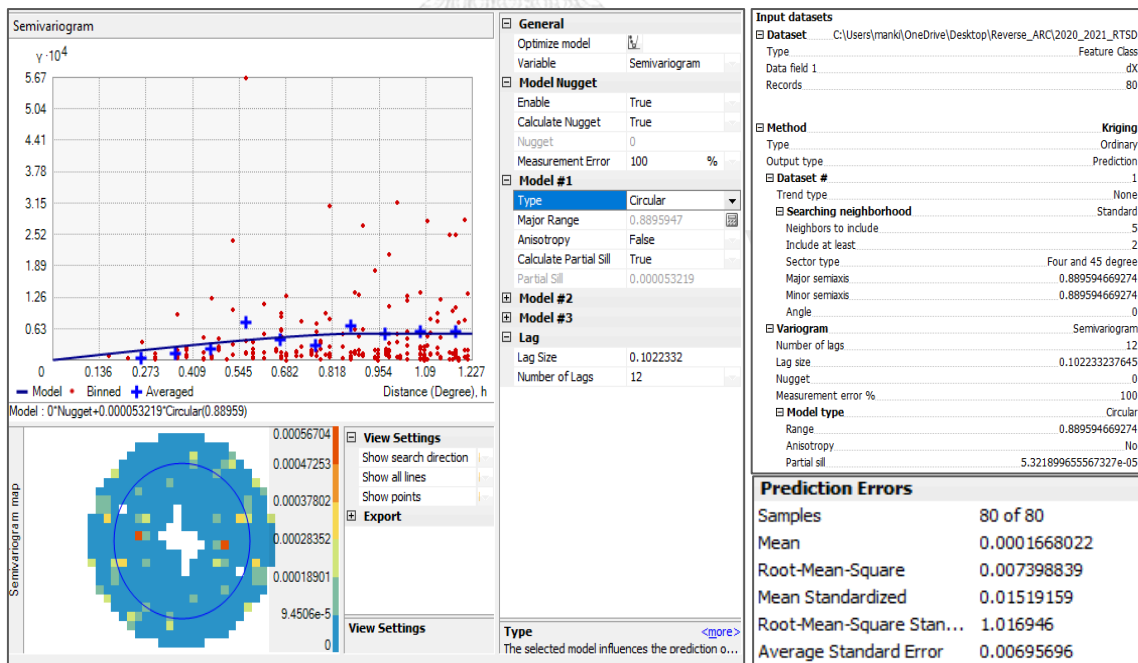 Semivariogram
γ·10⁴
5.67
5.04
4.41
3.78
3.15
2.52
1.89
1.26
0.63
0 0.136 0.273 0.409 0.545 0.682 0.818 0.954 1.09 1.227
Model Binned Averaged Distance (Degree), h
Model : 0*Nugget+0.000053219*Circular(0.88959)
Semivariogram map
0.00056704
0.00047253
0.00037802
0.00028352
0.00018901
9.4506e-5
0
View Settings
Show search direction
Show all lines
Show points
Export
View Settings
General
Optimize model
Variable Semivariogram
Model Nugget
Enable True
Calculate Nugget True
Nugget 0
Measurement Error 100 %
Model #1
Type Circular
Major Range 0.8895947
Anisotropy False
Calculate Partial Sill True
Partial Sill 0.000053219
Model #2
Model #3
Lag
Lag Size 0.1022332
Number of Lags 12
Type <more>
The selected model influences the prediction o...
Input datasets
Dataset C:\Users\manki\OneDrive\Desktop\Reverse_ARC\2020_2021_RTSD
Type Feature Class
Data field 1 dX
Records 80
Method Kriging
Type Ordinary
Output type Prediction
Dataset # 1
Trend type None
Searching neighborhood Standard
Neighbors to include 5
Include at least 2
Sector type Four and 45 degree
Major semiaxis 0.889594669274
Minor semiaxis 0.889594669274
Angle 0
Variogram Semivariogram
Number of lags 12
Lag size 0.102233237645
Nugget 0
Measurement error % 100
Model type Circular
Range 0.889594669274
Anisotropy No
Partial sill 5.321899655567327e-05
Prediction Errors
Samples 80 of 80
Mean 0.0001668022
Root-Mean-Square 0.007398839
Mean Standardized 0.01519159
Root-Mean-Square Stan... 1.016946
Average Standard Error 0.00695696